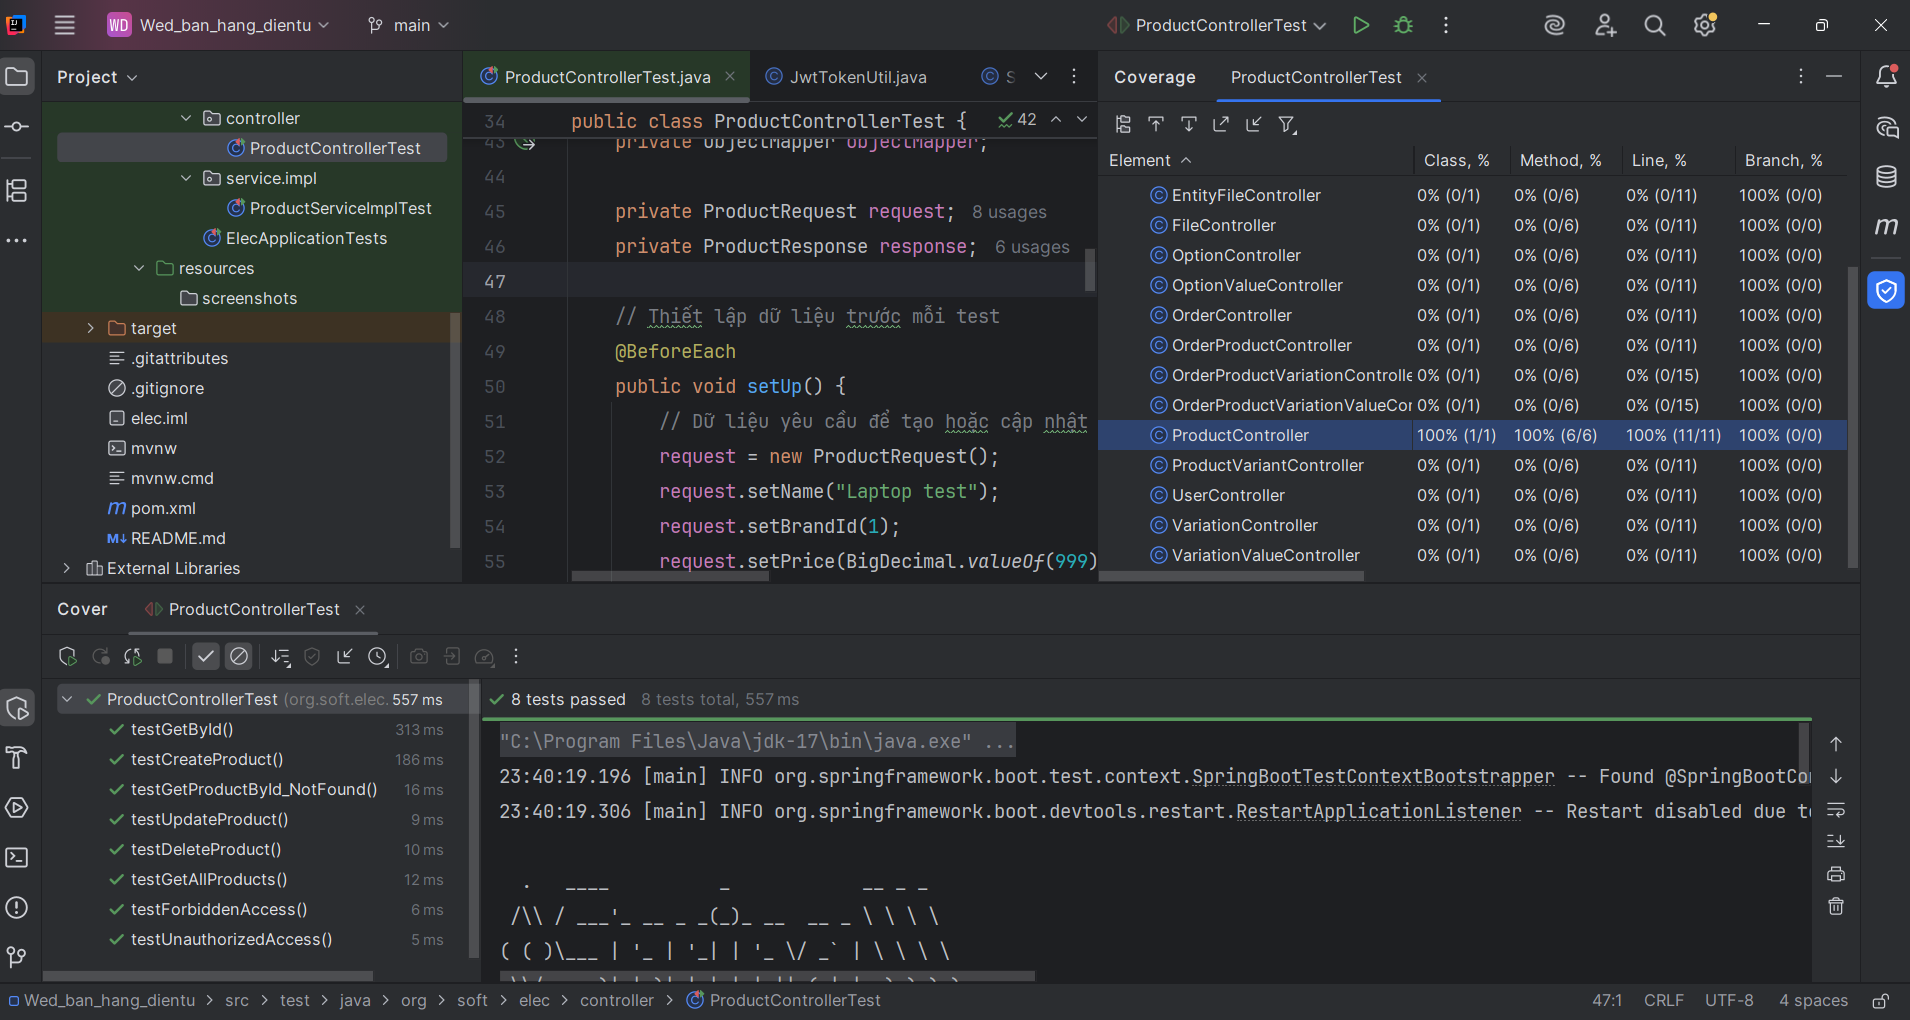 WD Wed_ban_hang_dientu main ProductControllerTest
Project
controller
ProductControllerTest
service.impl
ProductServiceImplTest
ElecApplicationTests
resources
screenshots
target
.gitattributes
.gitignore
elec.iml
mvnw
mvnw.cmd
pom.xml
README.md
External Libraries
ProductControllerTest.java JwtTokenUtil.java
34 public class ProductControllerTest { 42
43 private ObjectMapper objectMapper;
44
45 private ProductRequest request; 8 usages
46 private ProductResponse response; 6 usages
47
48 // Thiết lập dữ liệu trước mỗi test
49 @BeforeEach
50 public void setUp() {
51 // Dữ liệu yêu cầu để tạo hoặc cập nhật
52 request = new ProductRequest();
53 request.setName("Laptop test");
54 request.setBrandId(1);
55 request.setPrice(BigDecimal.valueOf(999)
Coverage ProductControllerTest
Element Class, % Method, % Line, % Branch, %
EntityFileController 0% (0/1) 0% (0/6) 0% (0/11) 100% (0/0)
FileController 0% (0/1) 0% (0/6) 0% (0/11) 100% (0/0)
OptionController 0% (0/1) 0% (0/6) 0% (0/11) 100% (0/0)
OptionValueController 0% (0/1) 0% (0/6) 0% (0/11) 100% (0/0)
OrderController 0% (0/1) 0% (0/6) 0% (0/11) 100% (0/0)
OrderProductController 0% (0/1) 0% (0/6) 0% (0/11) 100% (0/0)
OrderProductVariationControlle 0% (0/1) 0% (0/6) 0% (0/15) 100% (0/0)
OrderProductVariationValueCor 0% (0/1) 0% (0/6) 0% (0/15) 100% (0/0)
ProductController 100% (1/1) 100% (6/6) 100% (11/11) 100% (0/0)
ProductVariantController 0% (0/1) 0% (0/6) 0% (0/11) 100% (0/0)
UserController 0% (0/1) 0% (0/6) 0% (0/11) 100% (0/0)
VariationController 0% (0/1) 0% (0/6) 0% (0/11) 100% (0/0)
VariationValueController 0% (0/1) 0% (0/6) 0% (0/11) 100% (0/0)
Cover ProductControllerTest
ProductControllerTest (org.soft.elec. 557 ms
testGetById() 313 ms
testCreateProduct() 186 ms
testGetProductById_NotFound() 16 ms
testUpdateProduct() 9 ms
testDeleteProduct() 10 ms
testGetAllProducts() 12 ms
testForbiddenAccess() 6 ms
testUnauthorizedAccess() 5 ms
8 tests passed 8 tests total, 557 ms
"C:\Program Files\Java\jdk-17\bin\java.exe" ...
23:40:19.196 [main] INFO org.springframework.boot.test.context.SpringBootTestContextBootstrapper -- Found @SpringBootCo
23:40:19.306 [main] INFO org.springframework.boot.devtools.restart.RestartApplicationListener -- Restart disabled due to
Wed_ban_hang_dientu > src > test > java > org > soft > elec > controller > ProductControllerTest 47:1 CRLF UTF-8 4 spaces